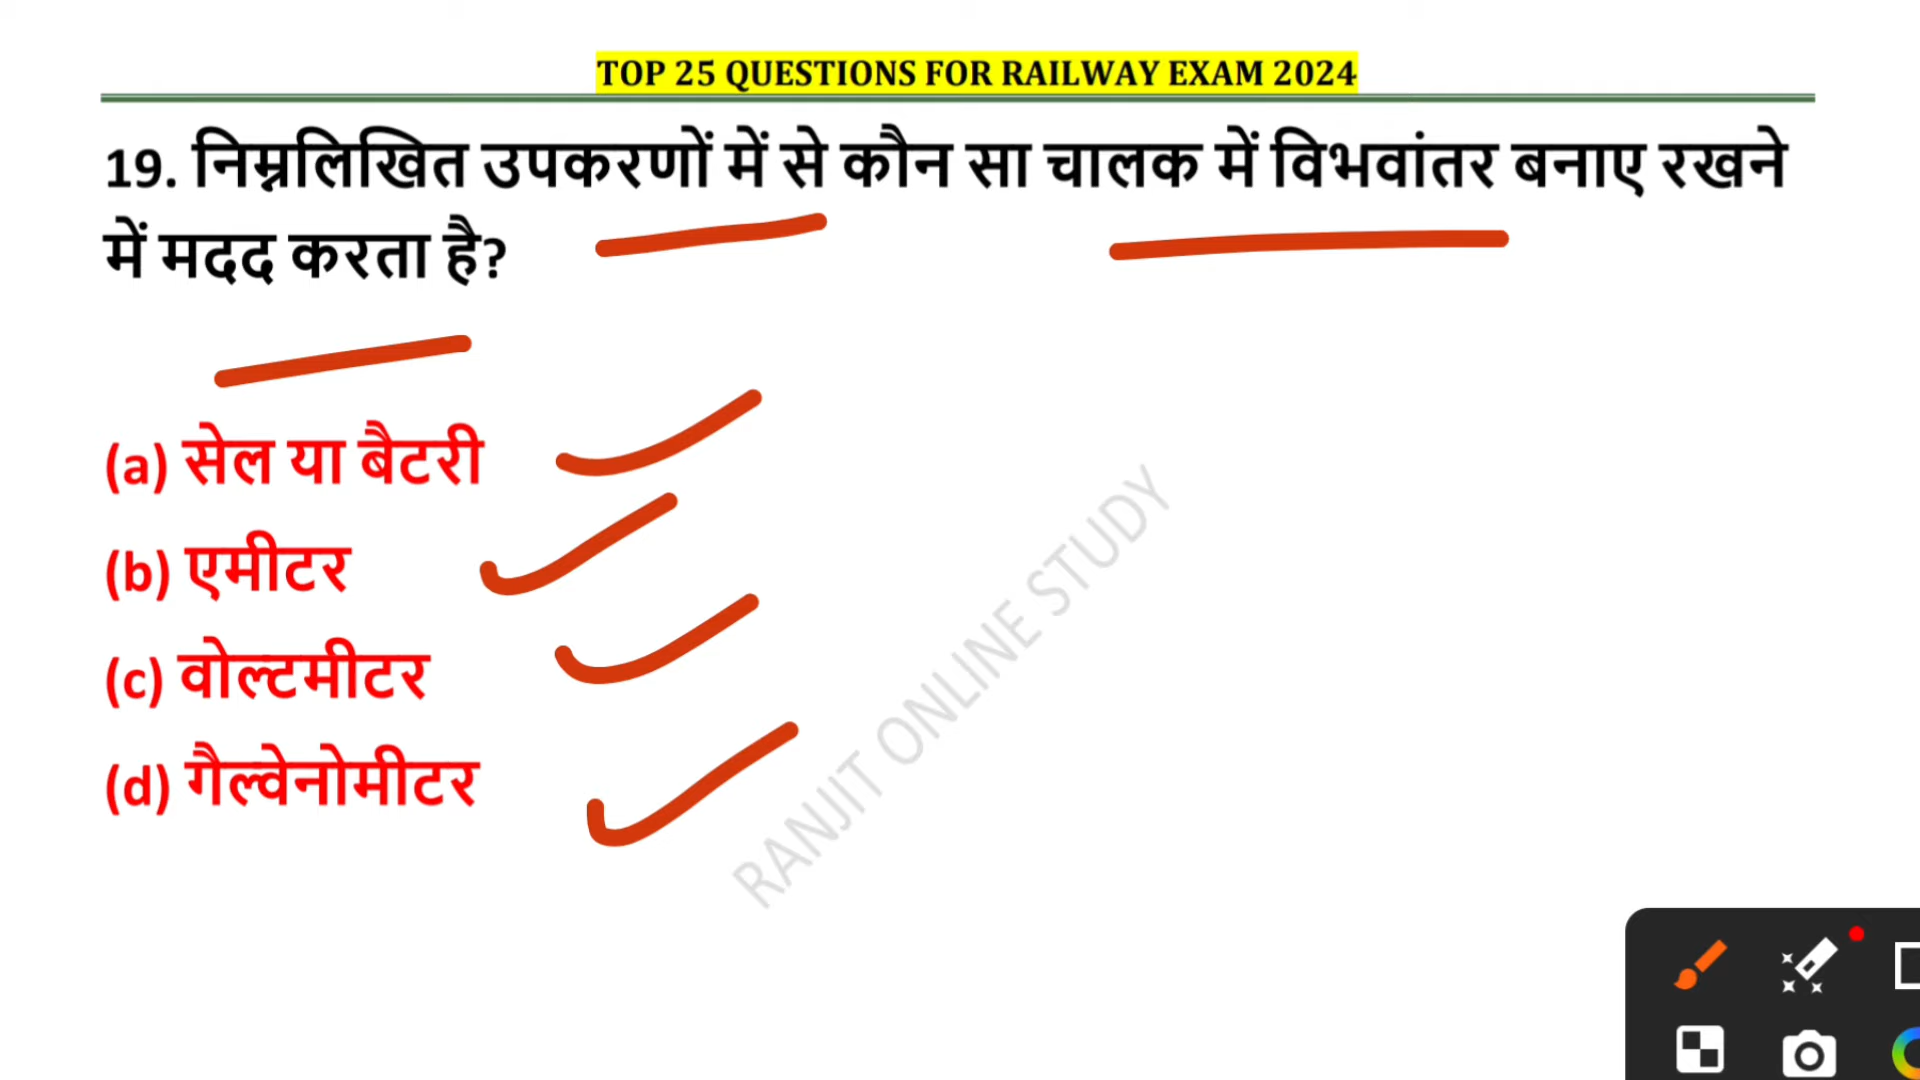 TOP 25 QUESTIONS FOR RAILWAY EXAM 2024
19. निम्नलिखित उपकरणों में से कौन सा चालक में विभवांतर बनाए रखने
में मदद करता है?
(a) सेल या बैटरी
(b) एमीटर
(c) वोल्टमीटर
(d) गैल्वेनोमीटर
RANJIT ONLINE STUDY